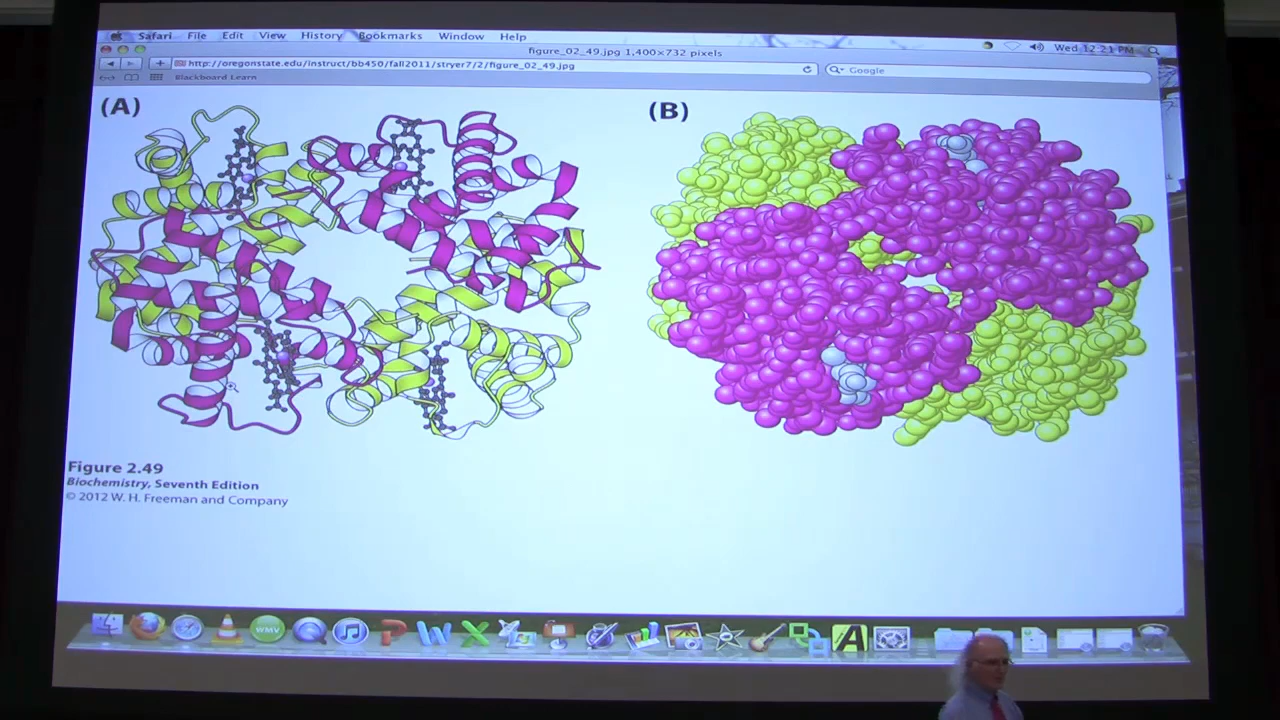 Safari File Edit View History Bookmarks Window Help Wed 12:21 PM
figure_02_49.jpg 1,400×732 pixels
http://oregonstate.edu/instruct/bb450/fall2011/stryer7/2/figure_02_49.jpg Google
Blackboard Learn
(A) (B)
Figure 2.49
Biochemistry, Seventh Edition
© 2012 W. H. Freeman and Company
WMV